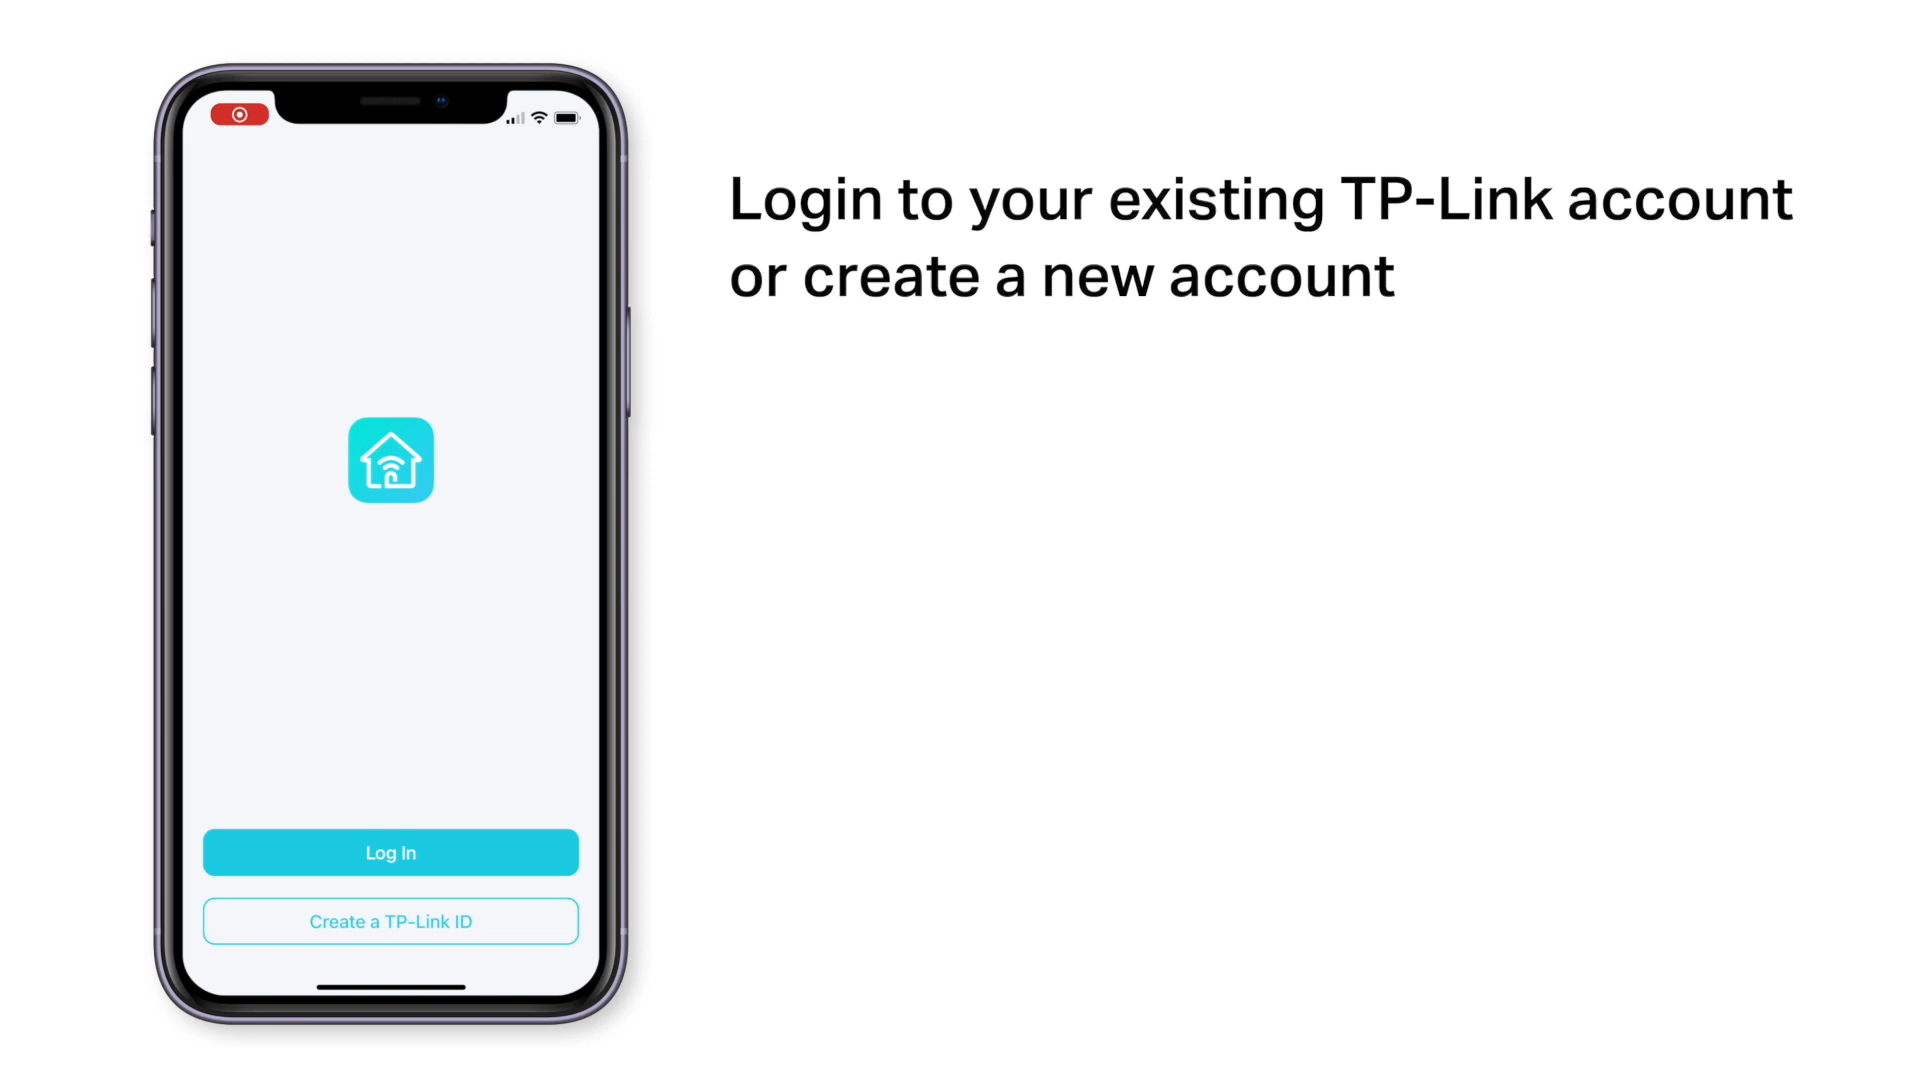 Login to your existing TP-Link account
or create a new account
Log In
Create a TP-Link ID